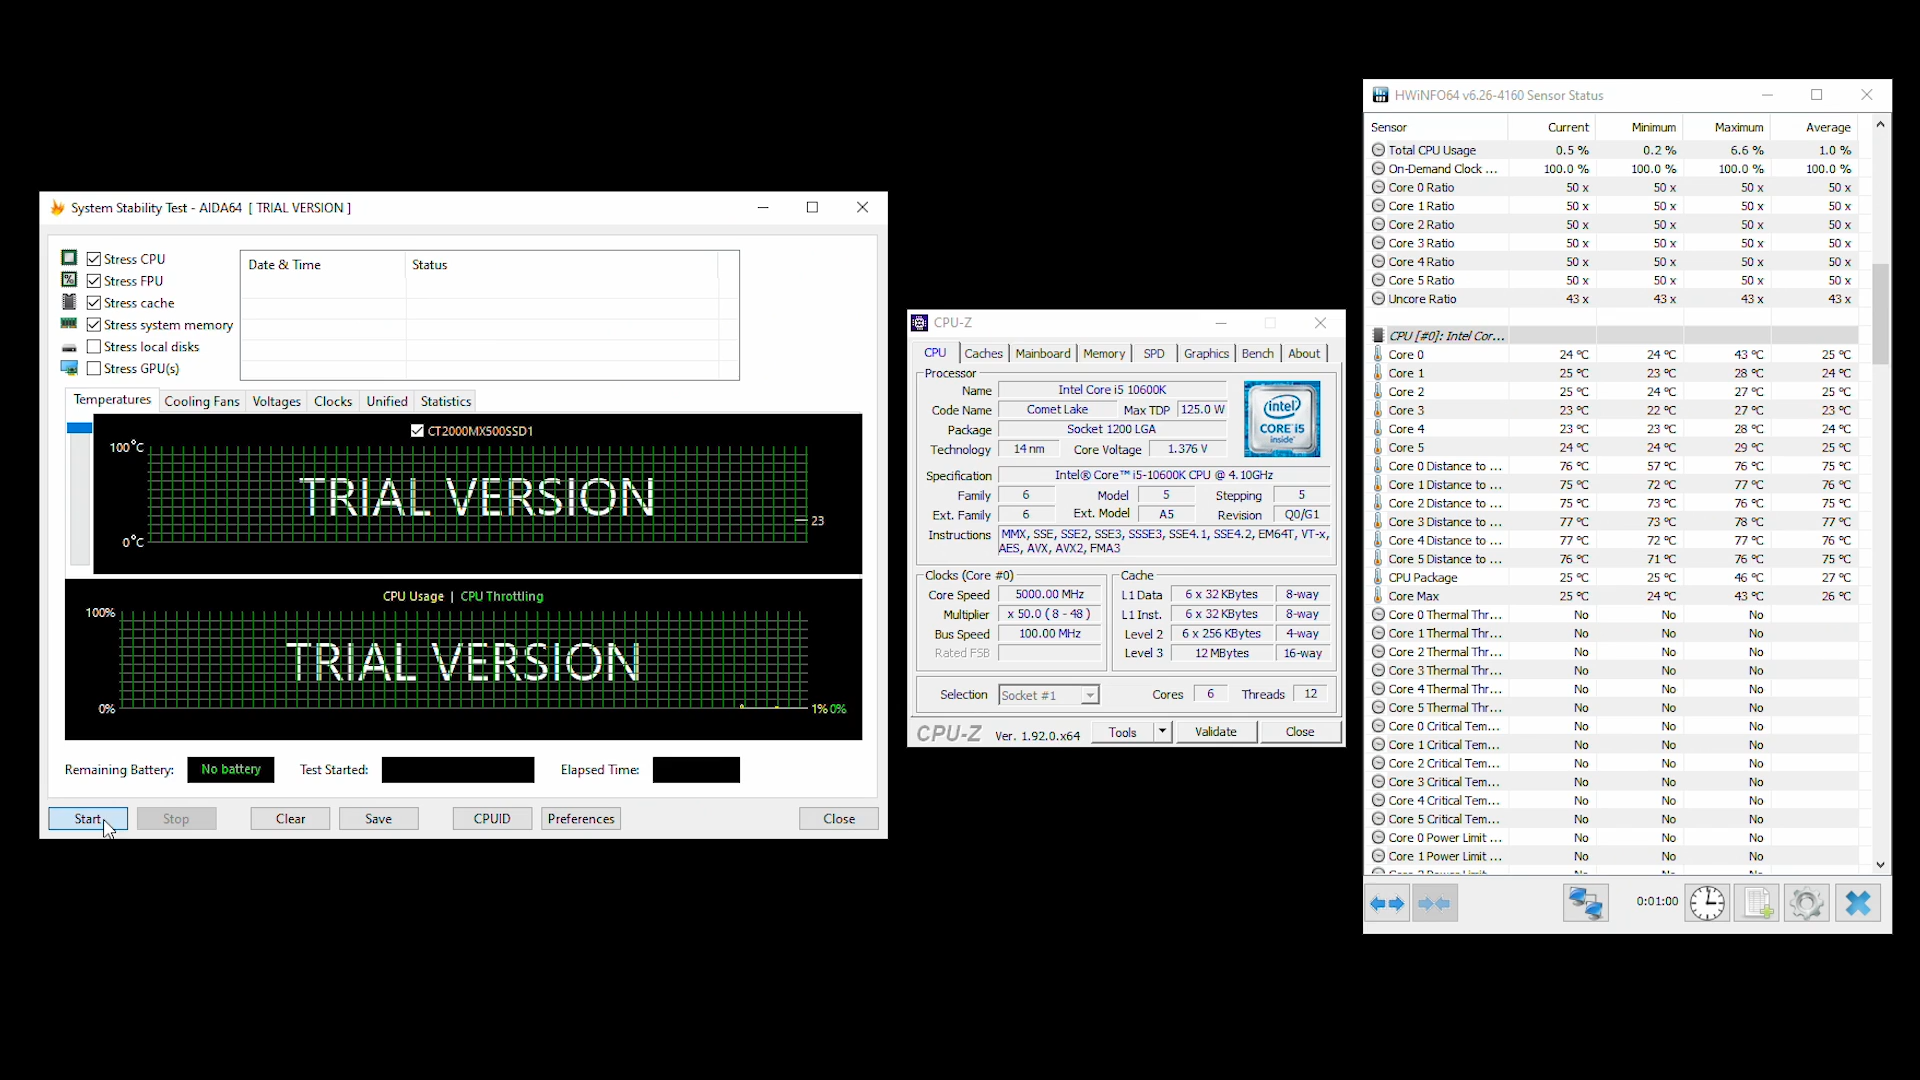 System Stability Test - AIDA64 [ TRIAL VERSION ]
Stress CPU
Stress FPU
Stress cache
Stress system memory
Stress local disks
Stress GPU(s)
Date & Time Status
Temperatures Cooling Fans Voltages Clocks Unified Statistics
CT2000MX500SSD1
100°C
TRIAL VERSION
23
0°C
CPU Usage | CPU Throttling
100%
TRIAL VERSION
0% 1% 0%
Remaining Battery: No battery Test Started: Elapsed Time:
Start Stop Clear Save CPUID Preferences Close
CPU-Z
CPU Caches Mainboard Memory SPD Graphics Bench About
Processor
Name Intel Core i5 10600K
Code Name Comet Lake Max TDP 125.0 W
Package Socket 1200 LGA
Technology 14 nm Core Voltage 1.376 V
(intel)
CORE i5
inside
Specification Intel® Core™ i5-10600K CPU @ 4.10GHz
Family 6 Model 5 Stepping 5
Ext. Family 6 Ext. Model A5 Revision Q0/G1
Instructions MMX, SSE, SSE2, SSE3, SSSE3, SSE4.1, SSE4.2, EM64T, VT-x,
AES, AVX, AVX2, FMA3
Clocks (Core #0)
Core Speed 5000.00 MHz
Multiplier x 50.0 ( 8 - 48 )
Bus Speed 100.00 MHz
Rated FSB
Cache
L1 Data 6 x 32 KBytes 8-way
L1 Inst. 6 x 32 KBytes 8-way
Level 2 6 x 256 KBytes 4-way
Level 3 12 MBytes 16-way
Selection Socket #1 Cores 6 Threads 12
CPU-Z Ver. 1.92.0.x64 Tools Validate Close
HWiNFO64 v6.26-4160 Sensor Status
Sensor Current Minimum Maximum Average
Total CPU Usage 0.5 % 0.2 % 6.6 % 1.0 %
On-Demand Clock ... 100.0 % 100.0 % 100.0 % 100.0 %
Core 0 Ratio 50 x 50 x 50 x 50 x
Core 1 Ratio 50 x 50 x 50 x 50 x
Core 2 Ratio 50 x 50 x 50 x 50 x
Core 3 Ratio 50 x 50 x 50 x 50 x
Core 4 Ratio 50 x 50 x 50 x 50 x
Core 5 Ratio 50 x 50 x 50 x 50 x
Uncore Ratio 43 x 43 x 43 x 43 x
CPU [#0]: Intel Cor...
Core 0 24 °C 24 °C 43 °C 25 °C
Core 1 25 °C 23 °C 28 °C 24 °C
Core 2 25 °C 24 °C 27 °C 25 °C
Core 3 23 °C 22 °C 27 °C 23 °C
Core 4 23 °C 23 °C 28 °C 24 °C
Core 5 24 °C 24 °C 29 °C 25 °C
Core 0 Distance to ... 76 °C 57 °C 76 °C 75 °C
Core 1 Distance to ... 75 °C 72 °C 77 °C 76 °C
Core 2 Distance to ... 75 °C 73 °C 76 °C 75 °C
Core 3 Distance to ... 77 °C 73 °C 78 °C 77 °C
Core 4 Distance to ... 77 °C 72 °C 77 °C 76 °C
Core 5 Distance to ... 76 °C 71 °C 76 °C 75 °C
CPU Package 25 °C 25 °C 46 °C 27 °C
Core Max 25 °C 24 °C 43 °C 26 °C
Core 0 Thermal Thr... No No No
Core 1 Thermal Thr... No No No
Core 2 Thermal Thr... No No No
Core 3 Thermal Thr... No No No
Core 4 Thermal Thr... No No No
Core 5 Thermal Thr... No No No
Core 0 Critical Tem... No No No
Core 1 Critical Tem... No No No
Core 2 Critical Tem... No No No
Core 3 Critical Tem... No No No
Core 4 Critical Tem... No No No
Core 5 Critical Tem... No No No
Core 0 Power Limit ... No No No
Core 1 Power Limit ... No No No
0:01:00